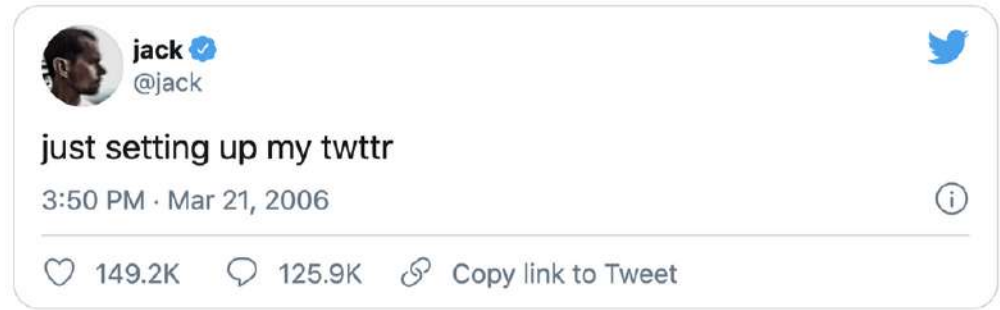 jack
@jack
just setting up my twttr
3:50 PM · Mar 21, 2006
149.2K 125.9K Copy link to Tweet